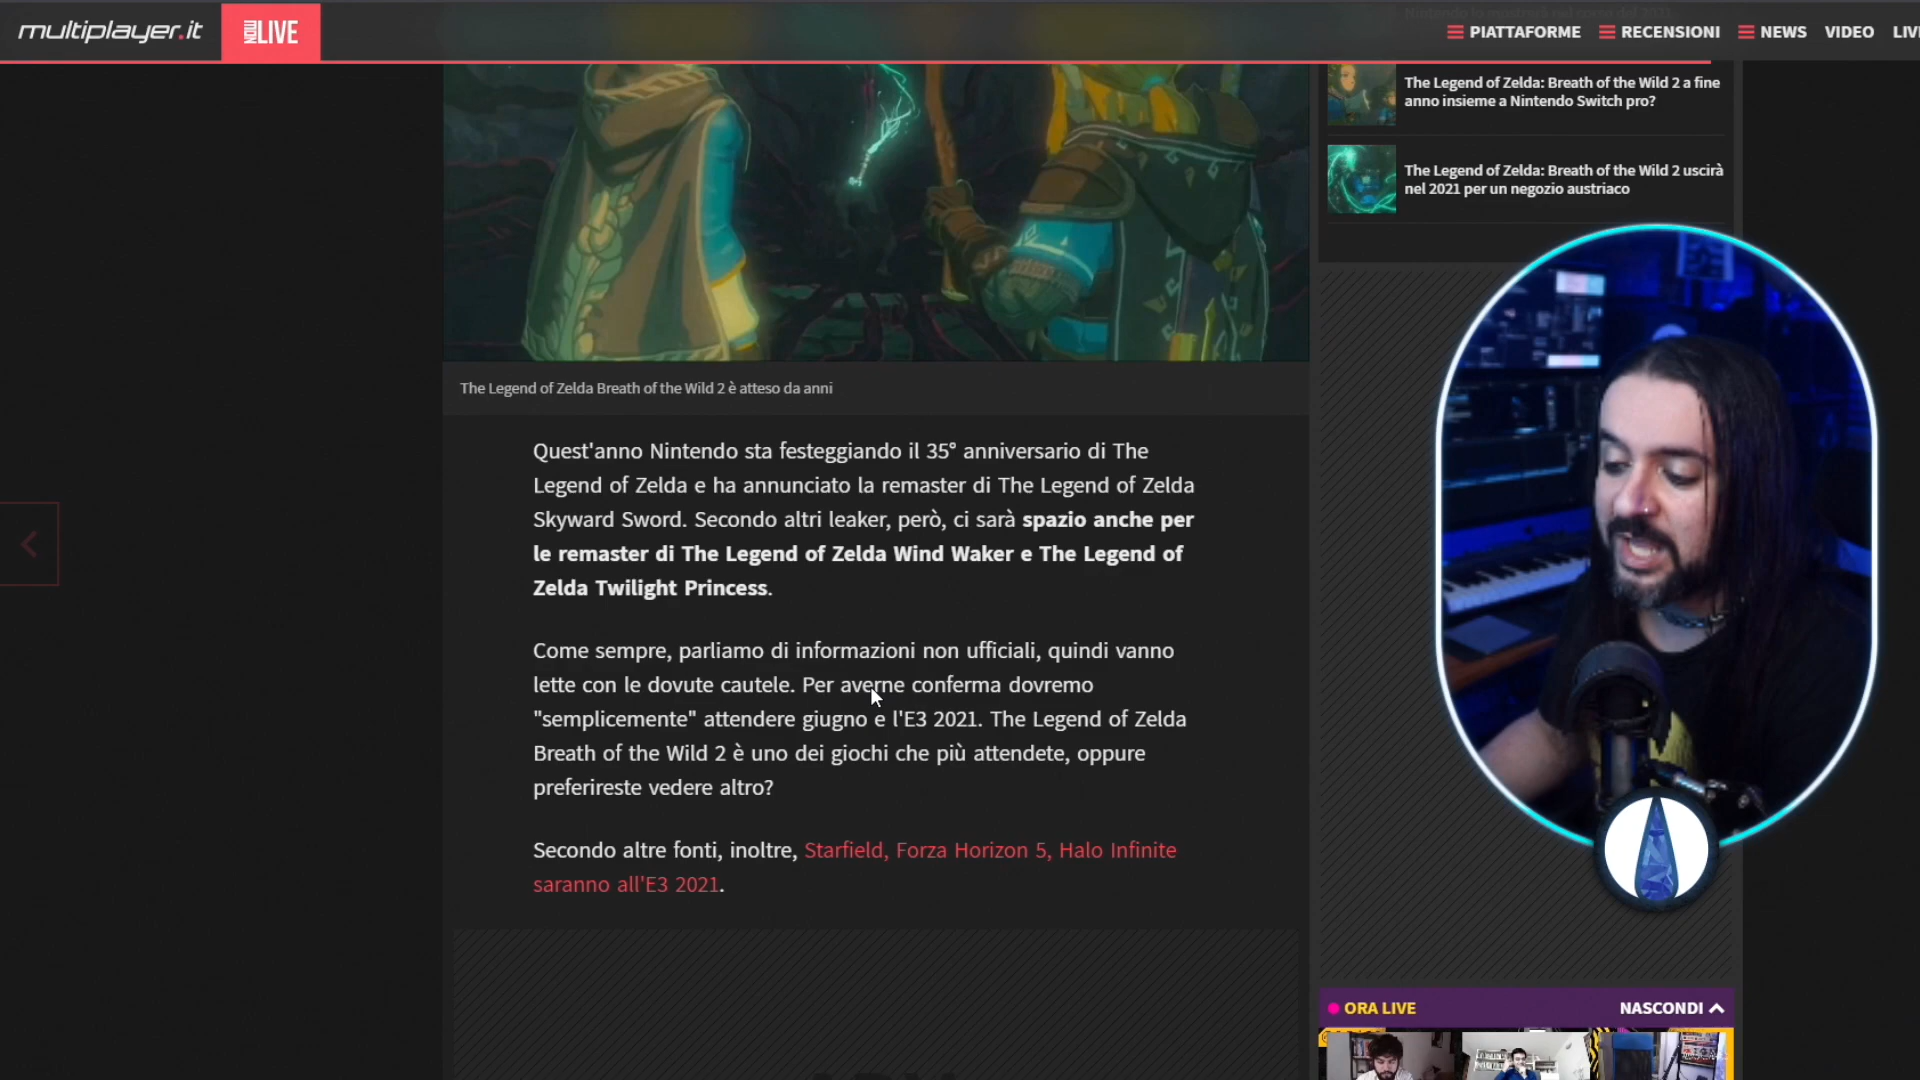 multiplayer.it
NOW LIVE
PIATTAFORME
RECENSIONI
NEWS
VIDEO
The Legend of Zelda: Breath of the Wild 2 a fine
anno insieme a Nintendo Switch pro?
The Legend of Zelda: Breath of the Wild 2 uscirà
nel 2021 per un negozio austriaco
The Legend of Zelda Breath of the Wild 2 è atteso da anni
Quest'anno Nintendo sta festeggiando il 35° anniversario di The
Legend of Zelda e ha annunciato la remaster di The Legend of Zelda
Skyward Sword. Secondo altri leaker, però, ci sarà spazio anche per
le remaster di The Legend of Zelda Wind Waker e The Legend of
Zelda Twilight Princess.
Come sempre, parliamo di informazioni non ufficiali, quindi vanno
lette con le dovute cautele. Per averne conferma dovremo
"semplicemente" attendere giugno e l'E3 2021. The Legend of Zelda
Breath of the Wild 2 è uno dei giochi che più attendete, oppure
preferireste vedere altro?
Secondo altre fonti, inoltre, Starfield, Forza Horizon 5, Halo Infinite
saranno all'E3 2021.
ORA LIVE
NASCONDI